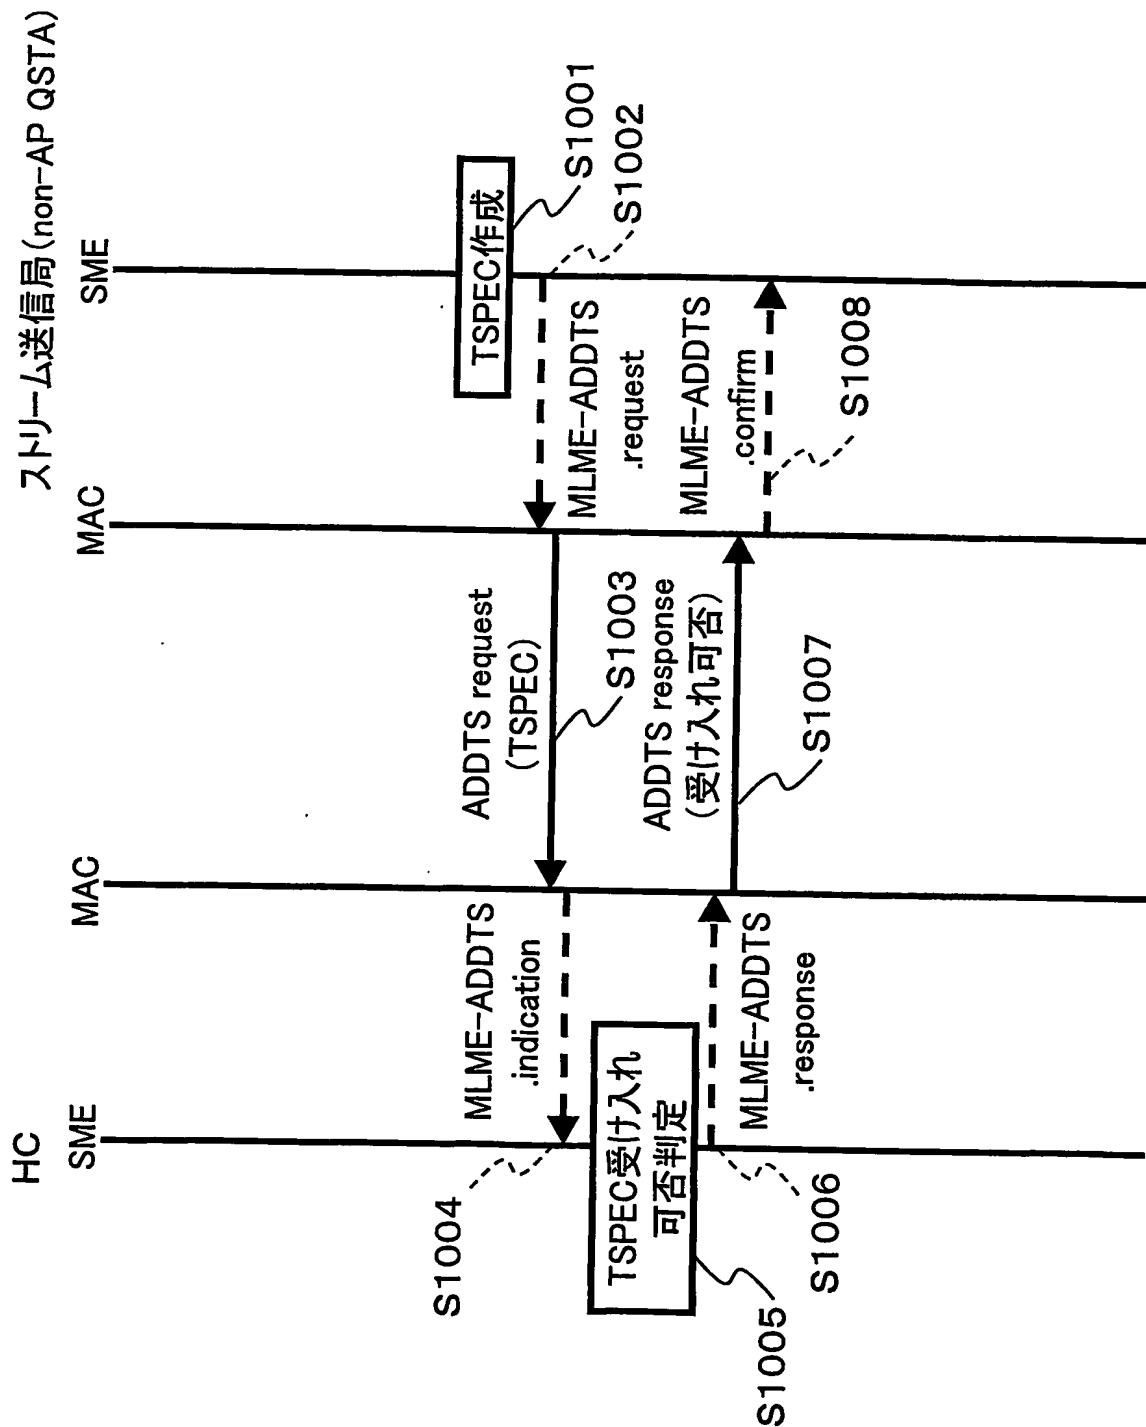 HC
ストリーム送信局(non-AP QSTA)
SME
MAC
MAC
SME
TSPEC作成
S1001
S1002
MLME-ADDTS
.request
ADDTS request
(TSPEC)
S1003
MLME-ADDTS
.indication
S1004
TSPEC受け入れ
可否判定
S1005
S1006
MLME-ADDTS
.response
ADDTS response
(受け入れ可否)
S1007
MLME-ADDTS
.confirm
S1008